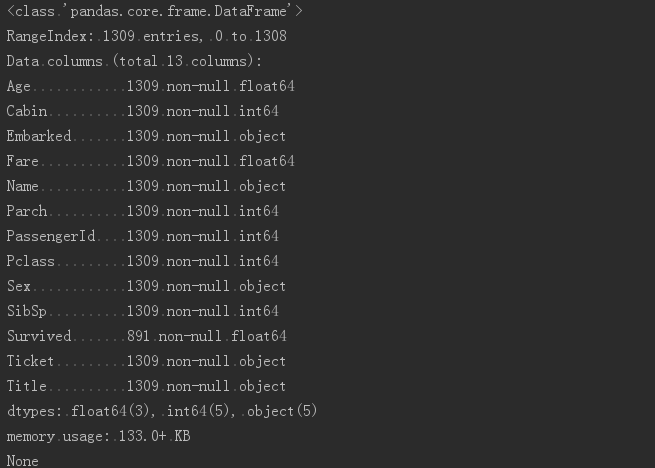 <class 'pandas.core.frame.DataFrame'>
RangeIndex: 1309 entries, 0 to 1308
Data columns (total 13 columns):
Age            1309 non-null float64
Cabin          1309 non-null int64
Embarked       1309 non-null object
Fare           1309 non-null float64
Name           1309 non-null object
Parch          1309 non-null int64
PassengerId    1309 non-null int64
Pclass         1309 non-null int64
Sex            1309 non-null object
SibSp          1309 non-null int64
Survived       891 non-null float64
Ticket         1309 non-null object
Title          1309 non-null object
dtypes: float64(3), int64(5), object(5)
memory usage: 133.0+ KB
None